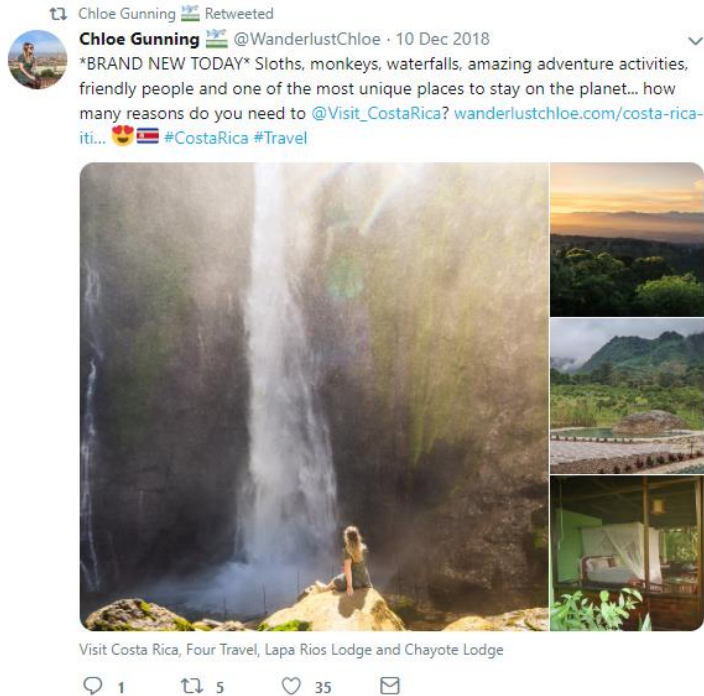 Chloe Gunning Retweeted
Chloe Gunning @WanderlustChloe · 10 Dec 2018
*BRAND NEW TODAY* Sloths, monkeys, waterfalls, amazing adventure activities,
friendly people and one of the most unique places to stay on the planet... how
many reasons do you need to @Visit_CostaRica? wanderlustchloe.com/costa-rica-
iti... 😍🇨🇷 #CostaRica #Travel
Visit Costa Rica, Four Travel, Lapa Rios Lodge and Chayote Lodge
1 5 35